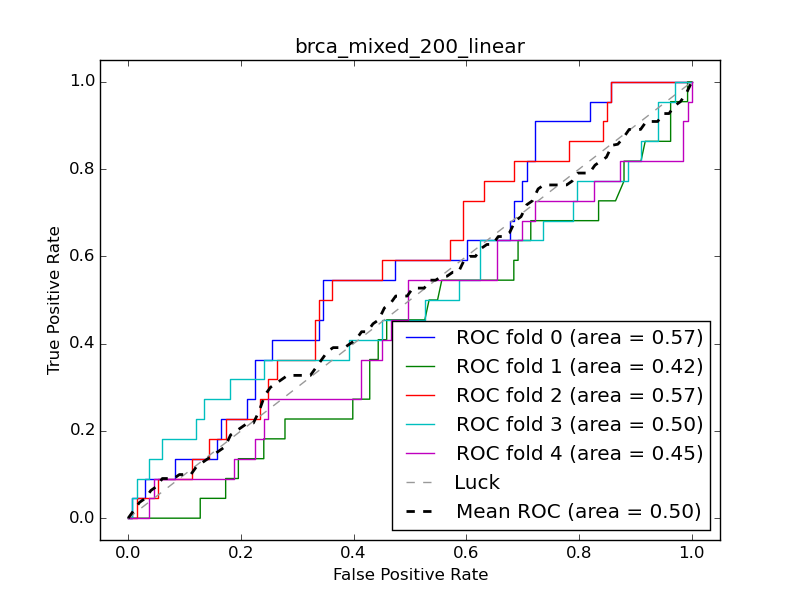 brca_mixed_200_linear
1.0
0.8
0.6
0.4
0.2
0.0
True Positive Rate
ROC fold 0 (area = 0.57)
ROC fold 1 (area = 0.42)
ROC fold 2 (area = 0.57)
ROC fold 3 (area = 0.50)
ROC fold 4 (area = 0.45)
Luck
Mean ROC (area = 0.50)
0.0 0.2 0.4 0.6 0.8 1.0
False Positive Rate